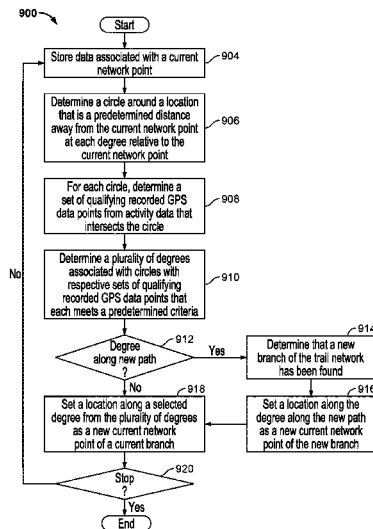 900
Start
Store data associated with a current
network point
904
Determine a circle around a location
that is a predetermined distance
away from the current network point
at each degree relative to the
current network point
906
For each circle, determine a
set of qualifying recorded GPS
data points from activity data that
intersects the circle
908
Determine a plurality of degrees
associated with circles with
respective sets of qualifying
recorded GPS data points that
each meets a predetermined criteria
910
No
Degree
along new path
?
912
Yes
No
Determine that a new
branch of the trail network
has been found
914
Set a location along a selected
degree from the plurality of degrees
as a new current network
point of a current branch
918
Set a location along the
degree along the new path
as a new current network
point of the new branch
916
Stop
?
920
Yes
End